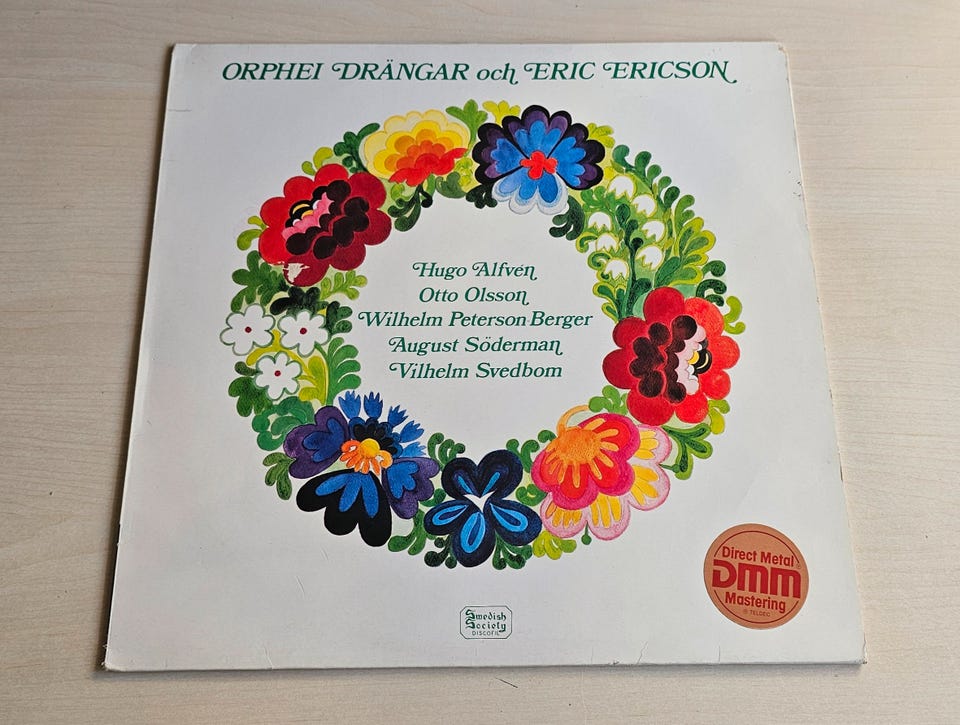 ORPHEI DRÄNGAR och ERIC ERICSON
Hugo Alfvén
Otto Olsson
Wilhelm Peterson-Berger
August Söderman
Vilhelm Svedbom
Direct Metal
DMM
Mastering
® TELDEC
Swedish
Society
DISCOFIL